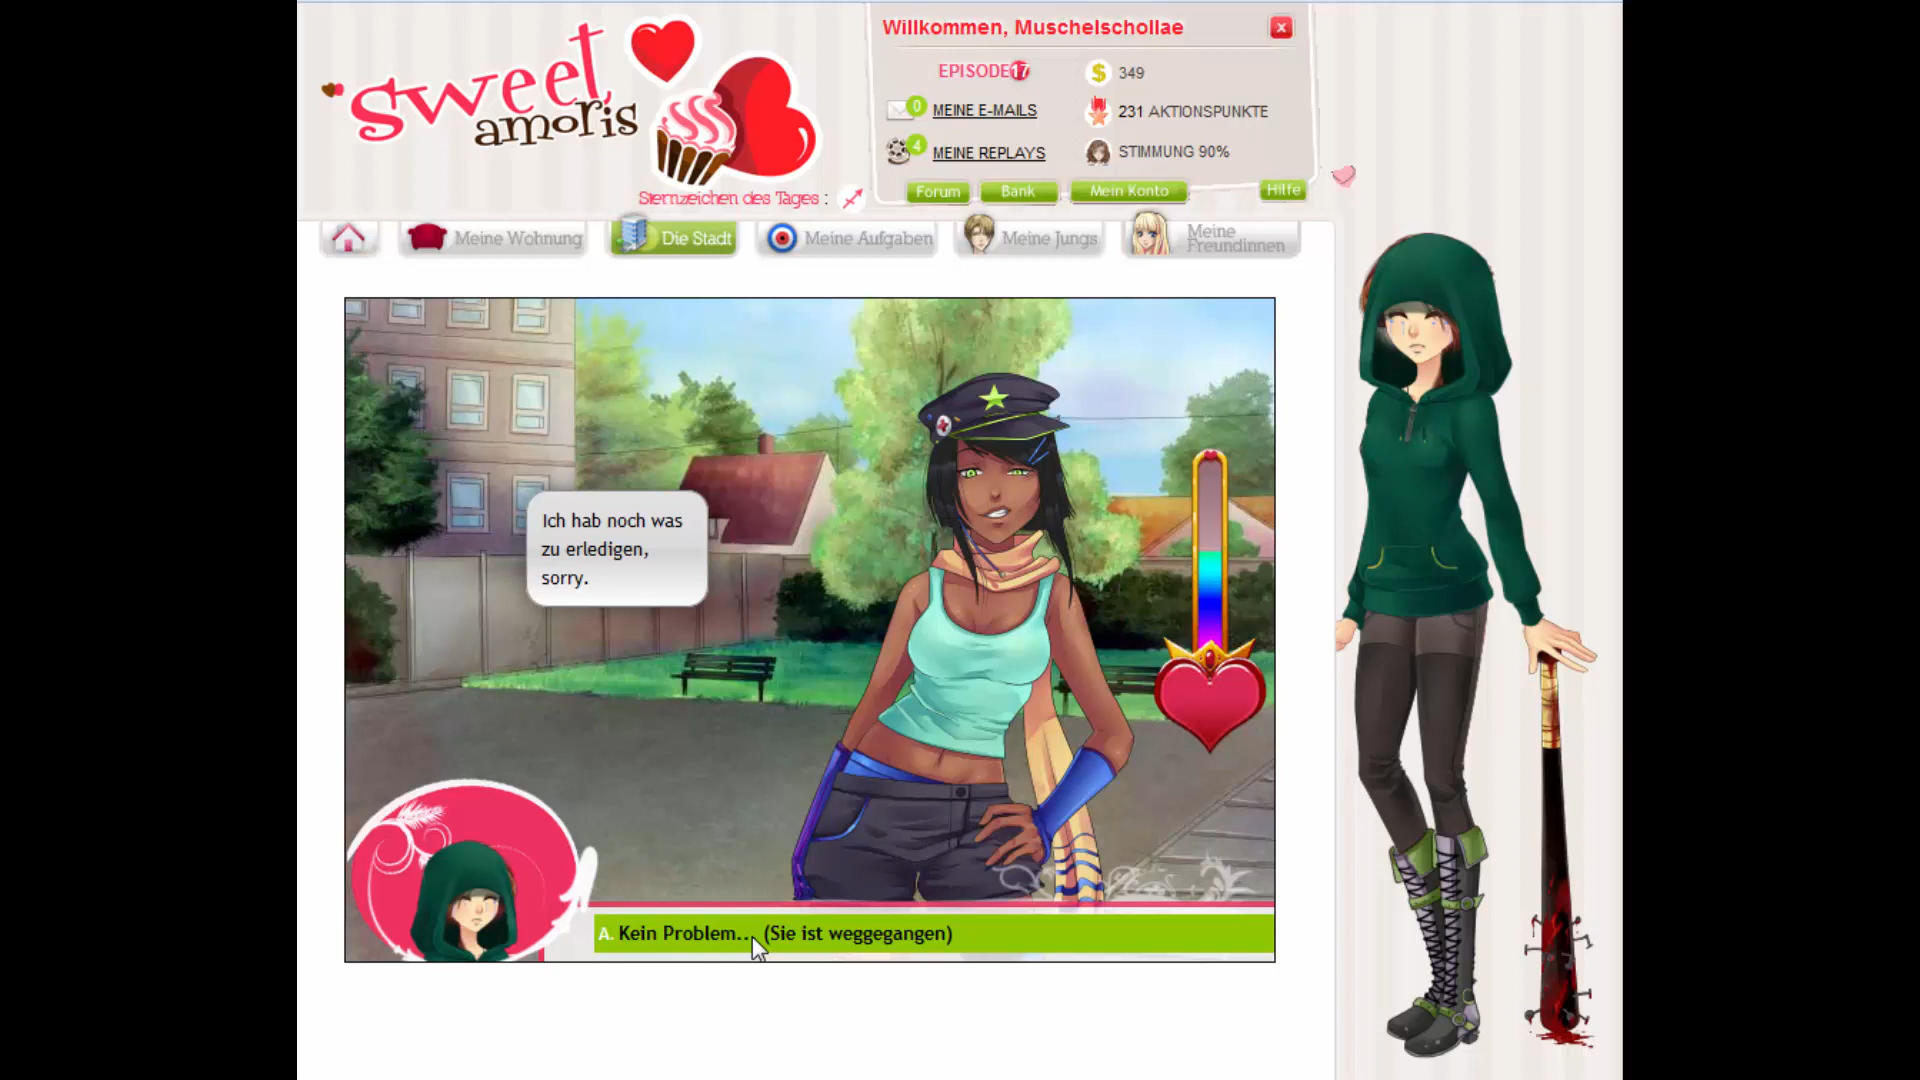 Sweet
amoris
Sternzeichen des Tages :
Willkommen, Muschelschollae
x
EPISODE 17
$ 349
0 MEINE E-MAILS
231 AKTIONSPUNKTE
4 MEINE REPLAYS
STIMMUNG 90%
Forum
Bank
Mein Konto
Hilfe
Meine Wohnung
Die Stadt
Meine Aufgaben
Meine Jungs
Meine
Freundinnen
Ich hab noch was
zu erledigen,
sorry.
A. Kein Problem... (Sie ist weggegangen)